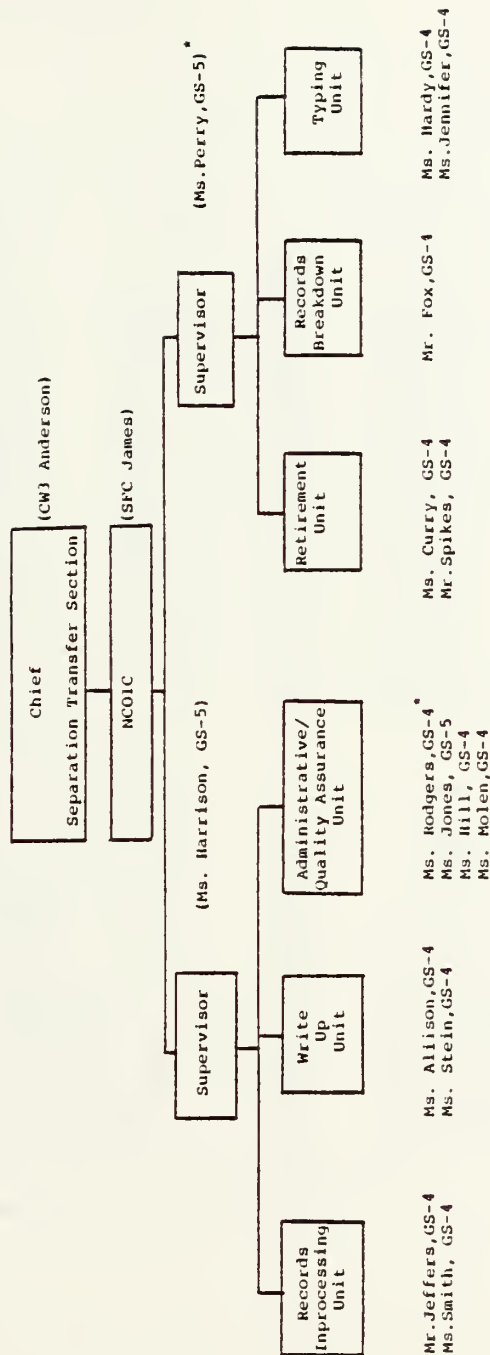 Chief
Separation Transfer Section
(CW3 Anderson)
NCOIC
(SFC James)
Supervisor
(Ms. Harrison, GS-5)
Supervisor
(Ms.Perry,GS-5)*
Records
Inprocessing
Unit
Write
Up
Unit
Administrative/
Quality Assurance
Unit
Retirement
Unit
Records
Breakdown
Unit
Typing
Unit
Mr.Jeffers,GS-4
Ms.Smith, GS-4
Ms. Allison,GS-4
Ms. Stein,GS-4
Ms. Rodgers,GS-4*
Ms. Jones, GS-5
Ms. Hill, GS-4
Ms. Molen,GS-4
Ms. Curry, GS-4
Mr.Spikes, GS-4
Mr. Fox,GS-4
Ms. Hardy,GS-4
Ms.Jennifer,GS-4